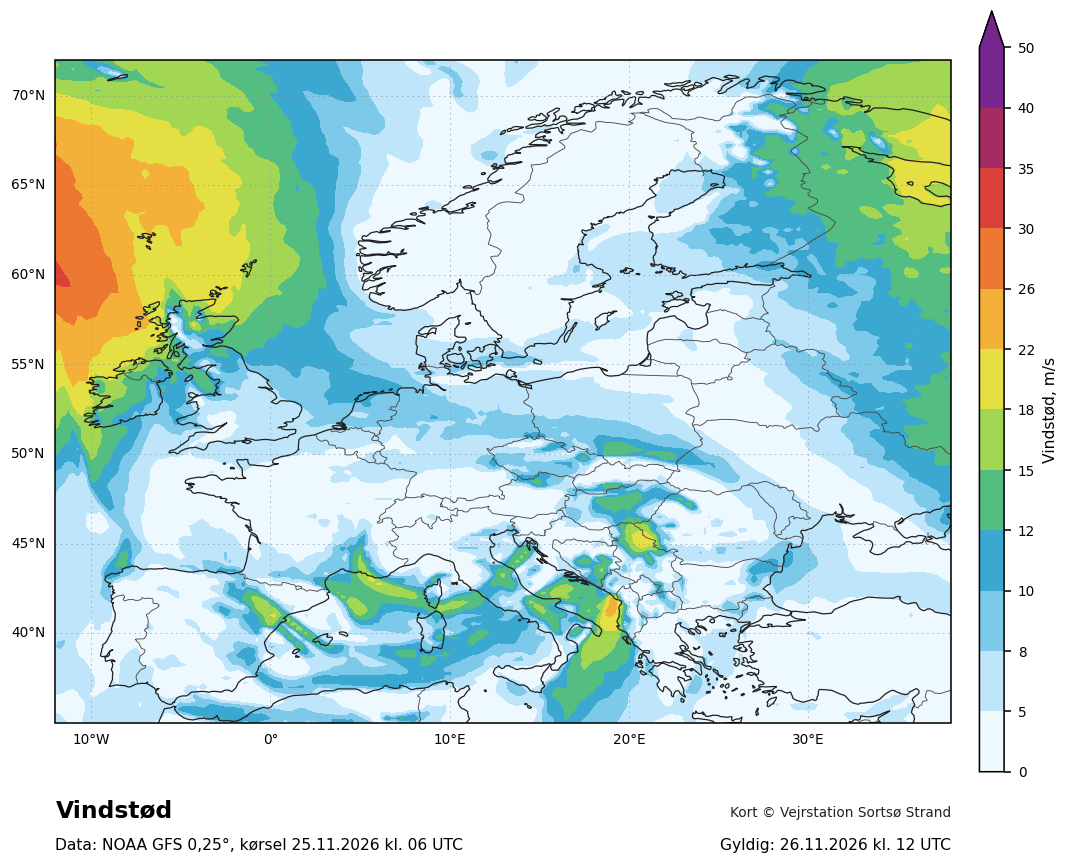 70°N
65°N
60°N
55°N
50°N
45°N
40°N
10°W
0°
10°E
20°E
30°E
50
40
35
30
26
22
18
15
12
10
8
5
0
Vindstød, m/s
Vindstød
Kort © Vejrstation Sortsø Strand
Data: NOAA GFS 0,25°, kørsel 25.11.2026 kl. 06 UTC
Gyldig: 26.11.2026 kl. 12 UTC